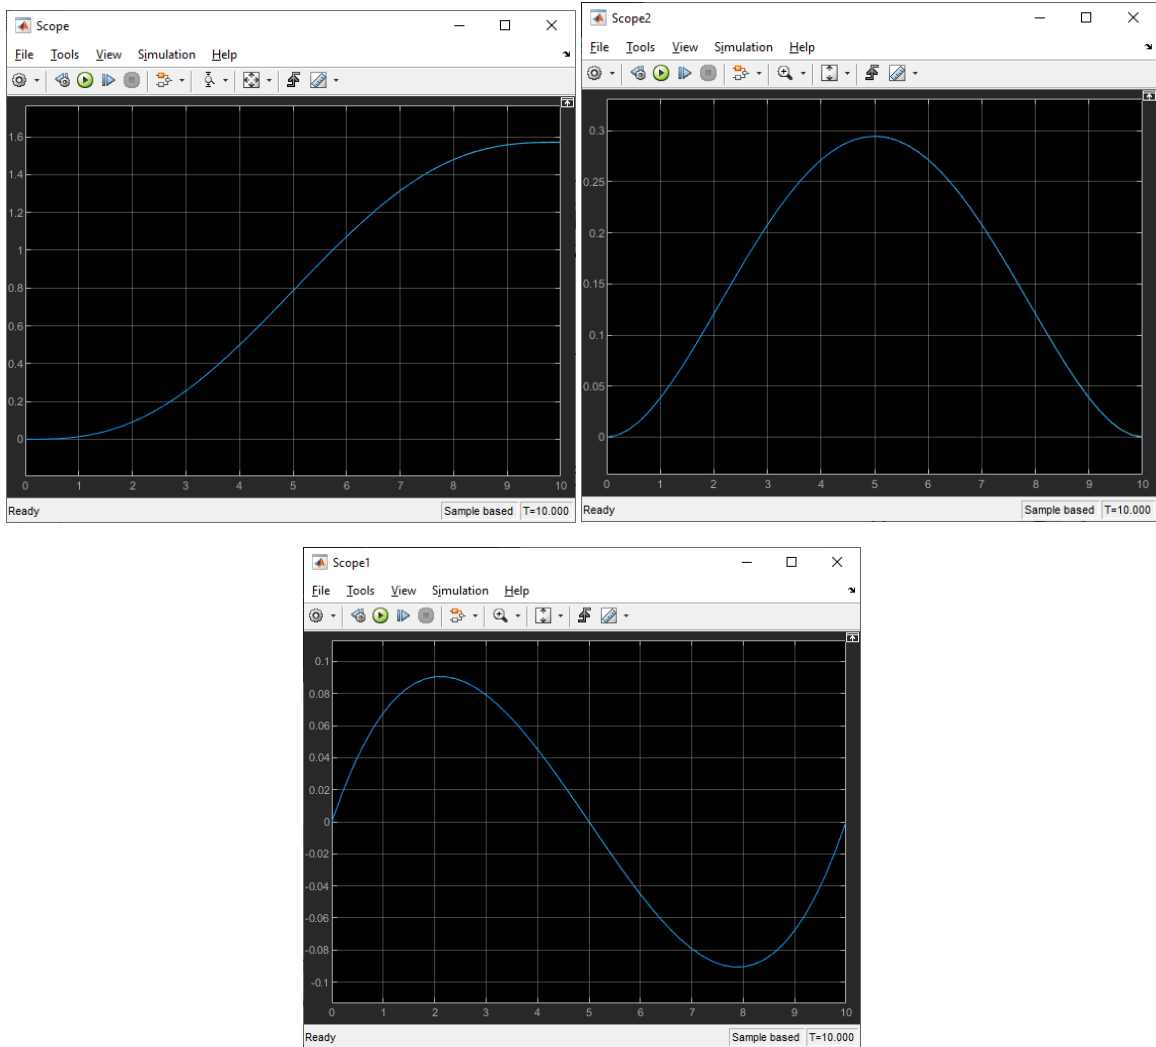 Scope
File Tools View Simulation Help
1.6
1.4
1.2
1
0.8
0.6
0.4
0.2
0
0 1 2 3 4 5 6 7 8 9 10
Ready Sample based T=10.000
Scope2
File Tools View Simulation Help
0.3
0.25
0.2
0.15
0.1
0.05
0
0 1 2 3 4 5 6 7 8 9 10
Ready Sample based T=10.000
Scope1
File Tools View Simulation Help
0.1
0.08
0.06
0.04
0.02
0
-0.02
-0.04
-0.06
-0.08
-0.1
0 1 2 3 4 5 6 7 8 9 10
Ready Sample based T=10.000